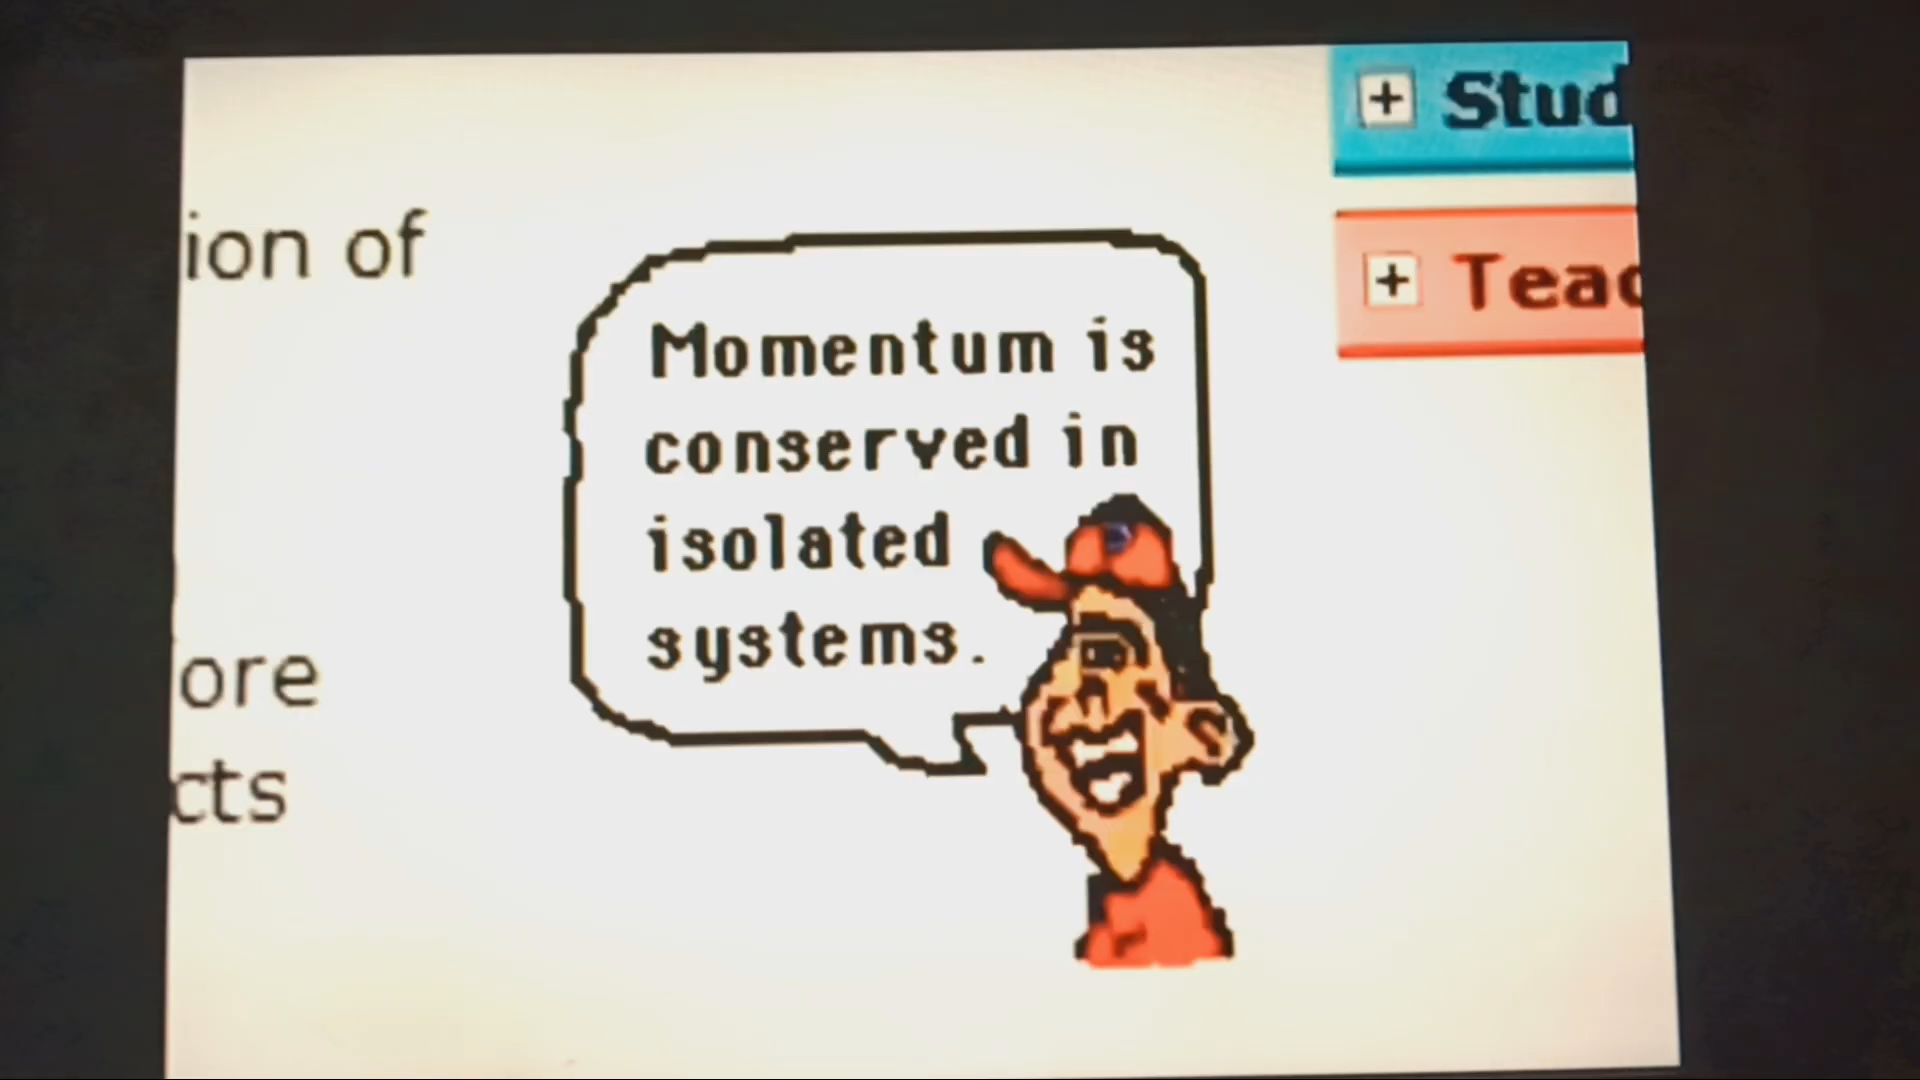 ion of
Momentum is
conserved in
isolated
systems.
ore
cts
+ Stud
+ Teac